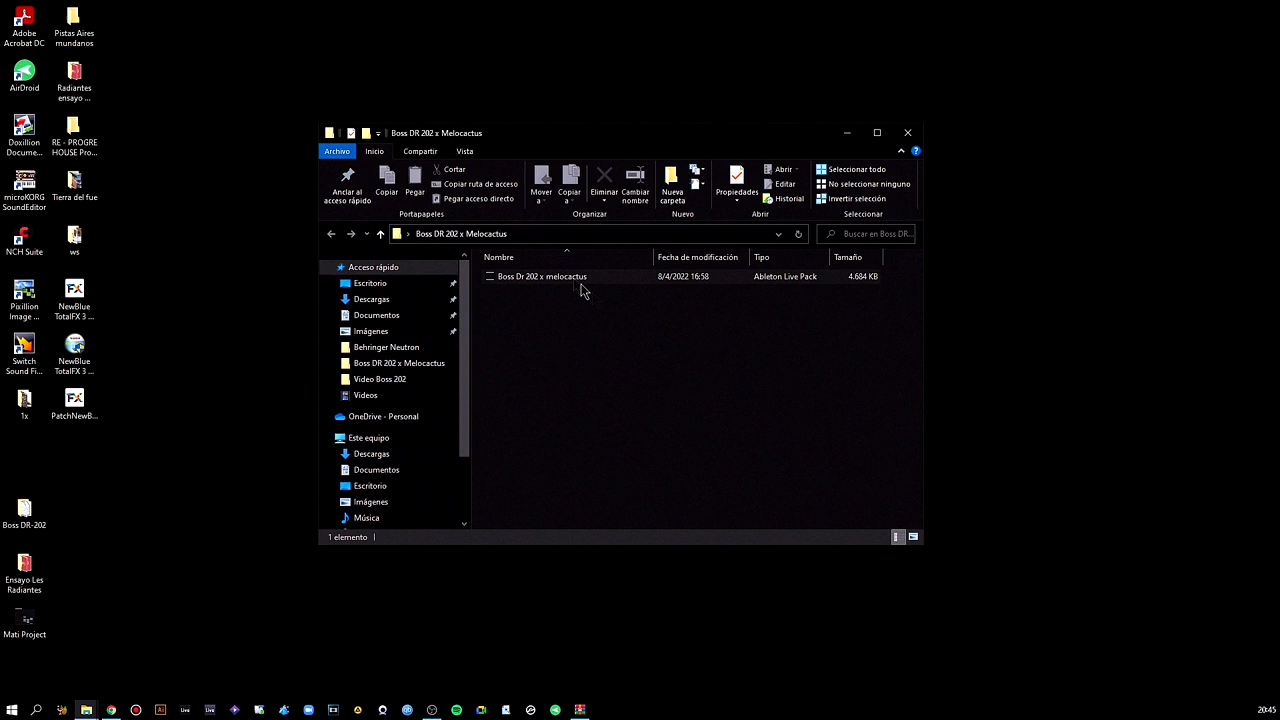 Adobe
Acrobat DC
Pistas Aires
mundanos
AirDroid
Radiantes
ensayo ...
Doxillion
Docume...
RE - PROGRE
HOUSE Pro...
microKORG
SoundEditor
Tierra del fue
NCH Suite
ws
Pixillion
Image ...
NewBlue
TotalFX 3 ...
Switch
Sound Fi...
NewBlue
TotalFX 3 ...
1x
PatchNewB...
Boss DR-202
Ensayo Les
Radiantes
Mati Project
Boss DR 202 x Melocactus
Archivo Inicio Compartir Vista
Anclar al
acceso rápido
Copiar
Pegar
Cortar
Copiar ruta de acceso
Pegar acceso directo
Portapapeles
Mover
a
Copiar
a
Eliminar
Cambiar
nombre
Organizar
Nueva
carpeta
Nuevo
Propiedades
Abrir
Editar
Historial
Abrir
Seleccionar todo
No seleccionar ninguno
Invertir selección
Seleccionar
Boss DR 202 x Melocactus
Buscar en Boss DR...
Nombre Fecha de modificación Tipo Tamaño
Boss Dr 202 x melocactus 8/4/2022 16:58 Ableton Live Pack 4.684 KB
Acceso rápido
Escritorio
Descargas
Documentos
Imágenes
Behringer Neutron
Boss DR 202 x Melocactus
Video Boss 202
Videos
OneDrive - Personal
Este equipo
Descargas
Documentos
Escritorio
Imágenes
Música
1 elemento
Live Live
20:45